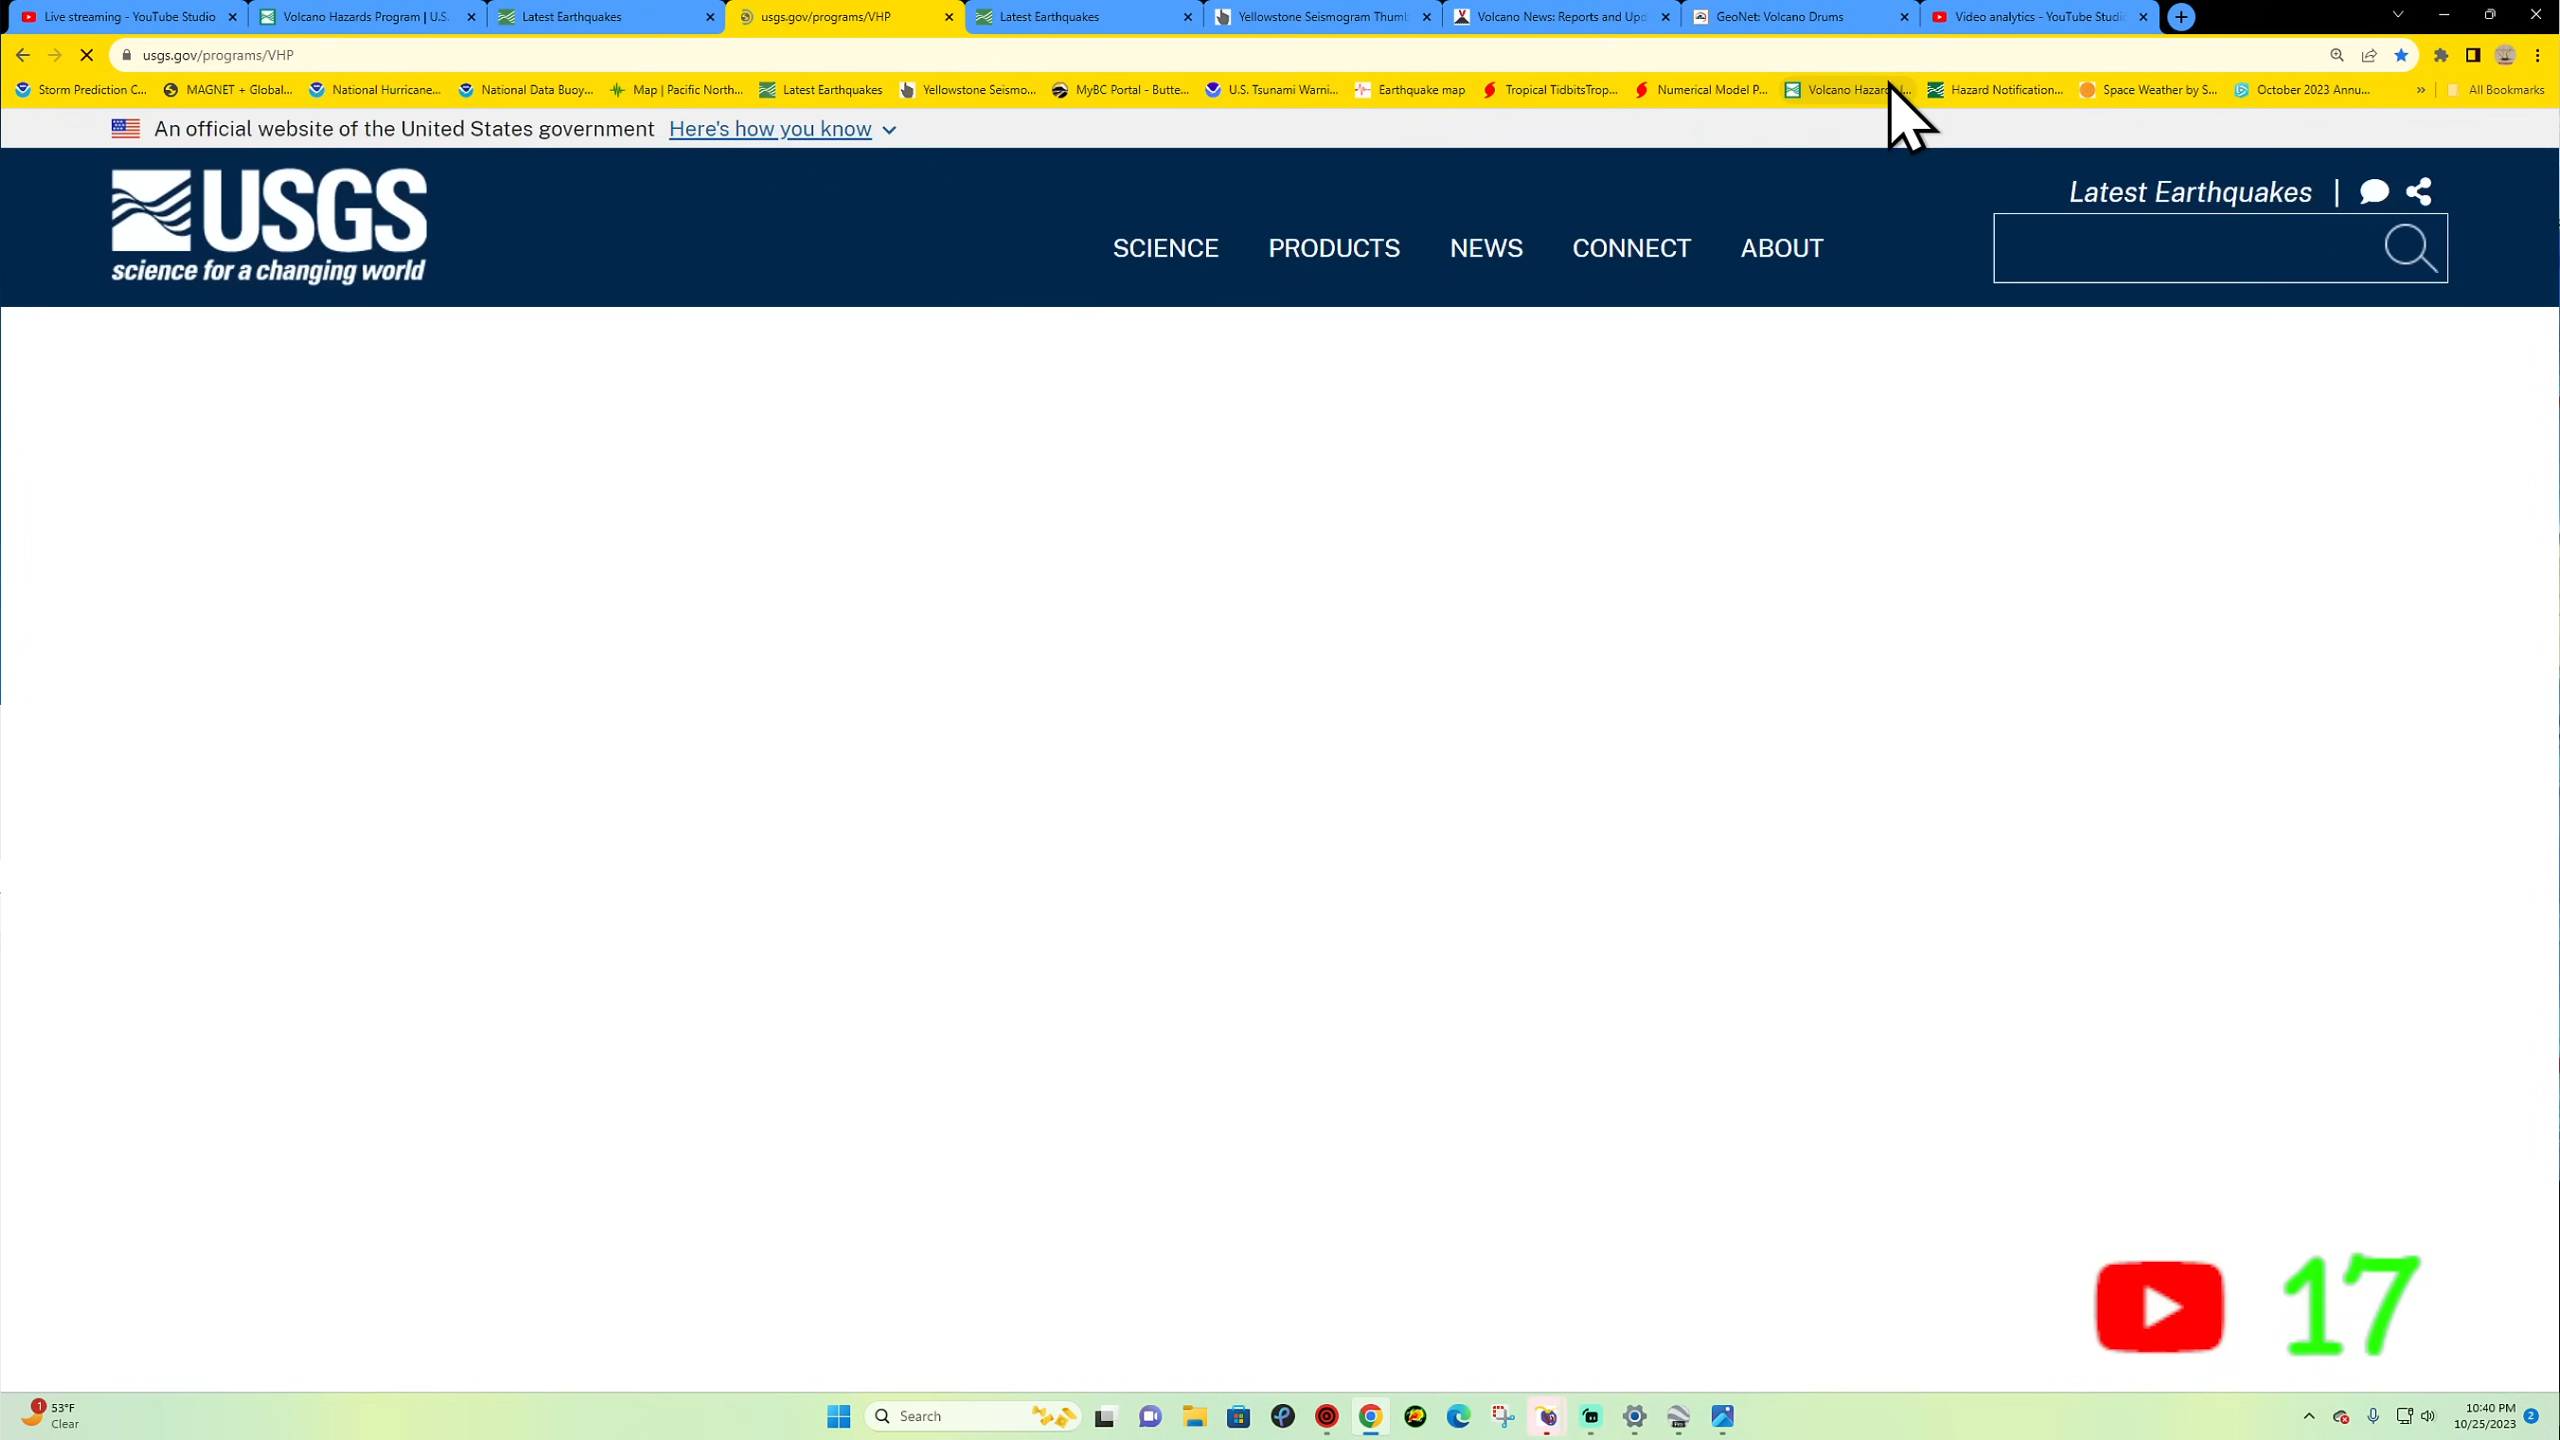 Live streaming - YouTube Studio
Volcano Hazards Program | U.S.
Latest Earthquakes
usgs.gov/programs/VHP
Latest Earthquakes
Yellowstone Seismogram Thumb
Volcano News: Reports and Upd
GeoNet: Volcano Drums
Video analytics - YouTube Studio
usgs.gov/programs/VHP
Storm Prediction C...
MAGNET + Global...
National Hurricane...
National Data Buoy...
Map | Pacific North...
Latest Earthquakes
Yellowstone Seismo...
MyBC Portal - Butte...
U.S. Tsunami Warni...
Earthquake map
Tropical TidbitsTrop...
Numerical Model P...
Volcano Hazard
Hazard Notification...
Space Weather by S...
October 2023 Annu...
»
All Bookmarks
An official website of the United States government Here's how you know
USGS
science for a changing world
Latest Earthquakes |
SCIENCE PRODUCTS NEWS CONNECT ABOUT
17
1
53°F
Clear
Search
10:40 PM
10/25/2023
2